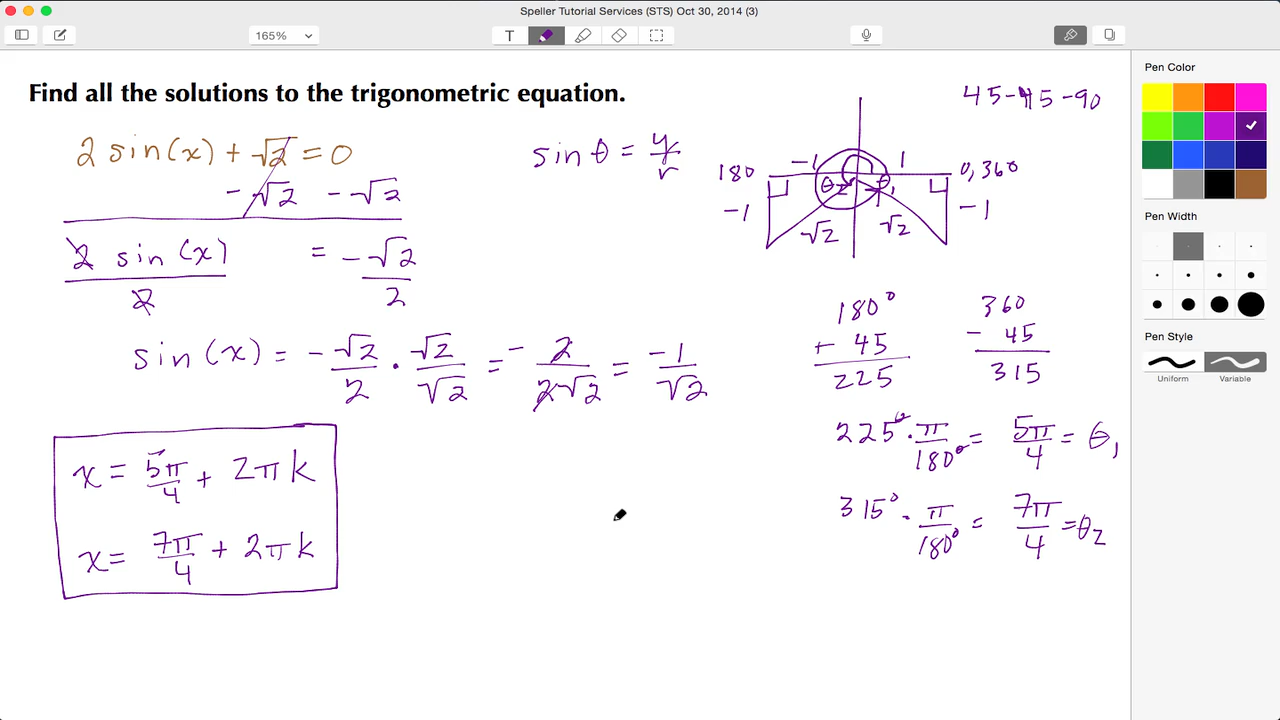 Speller Tutorial Services (STS) Oct 30, 2014 (3)
165%
T
Find all the solutions to the trigonometric equation.
2 sin(x) + √2 = 0
- √2 - √2
2 sin(x) = -√2
2 2
sin(x) = - √2/2 · √2/√2 = - 2/2√2 = -1/√2
x = 5π/4 + 2πk
x = 7π/4 + 2πk
sin θ = y/r
45-45-90
180 -1 1 0,360
θ2 θ1
-1 √2 √2 -1
180°
+ 45
225
360
- 45
315
225° · π/180° = 5π/4 = θ1
315° · π/180° = 7π/4 = θ2
Pen Color
Pen Width
Pen Style
Uniform Variable